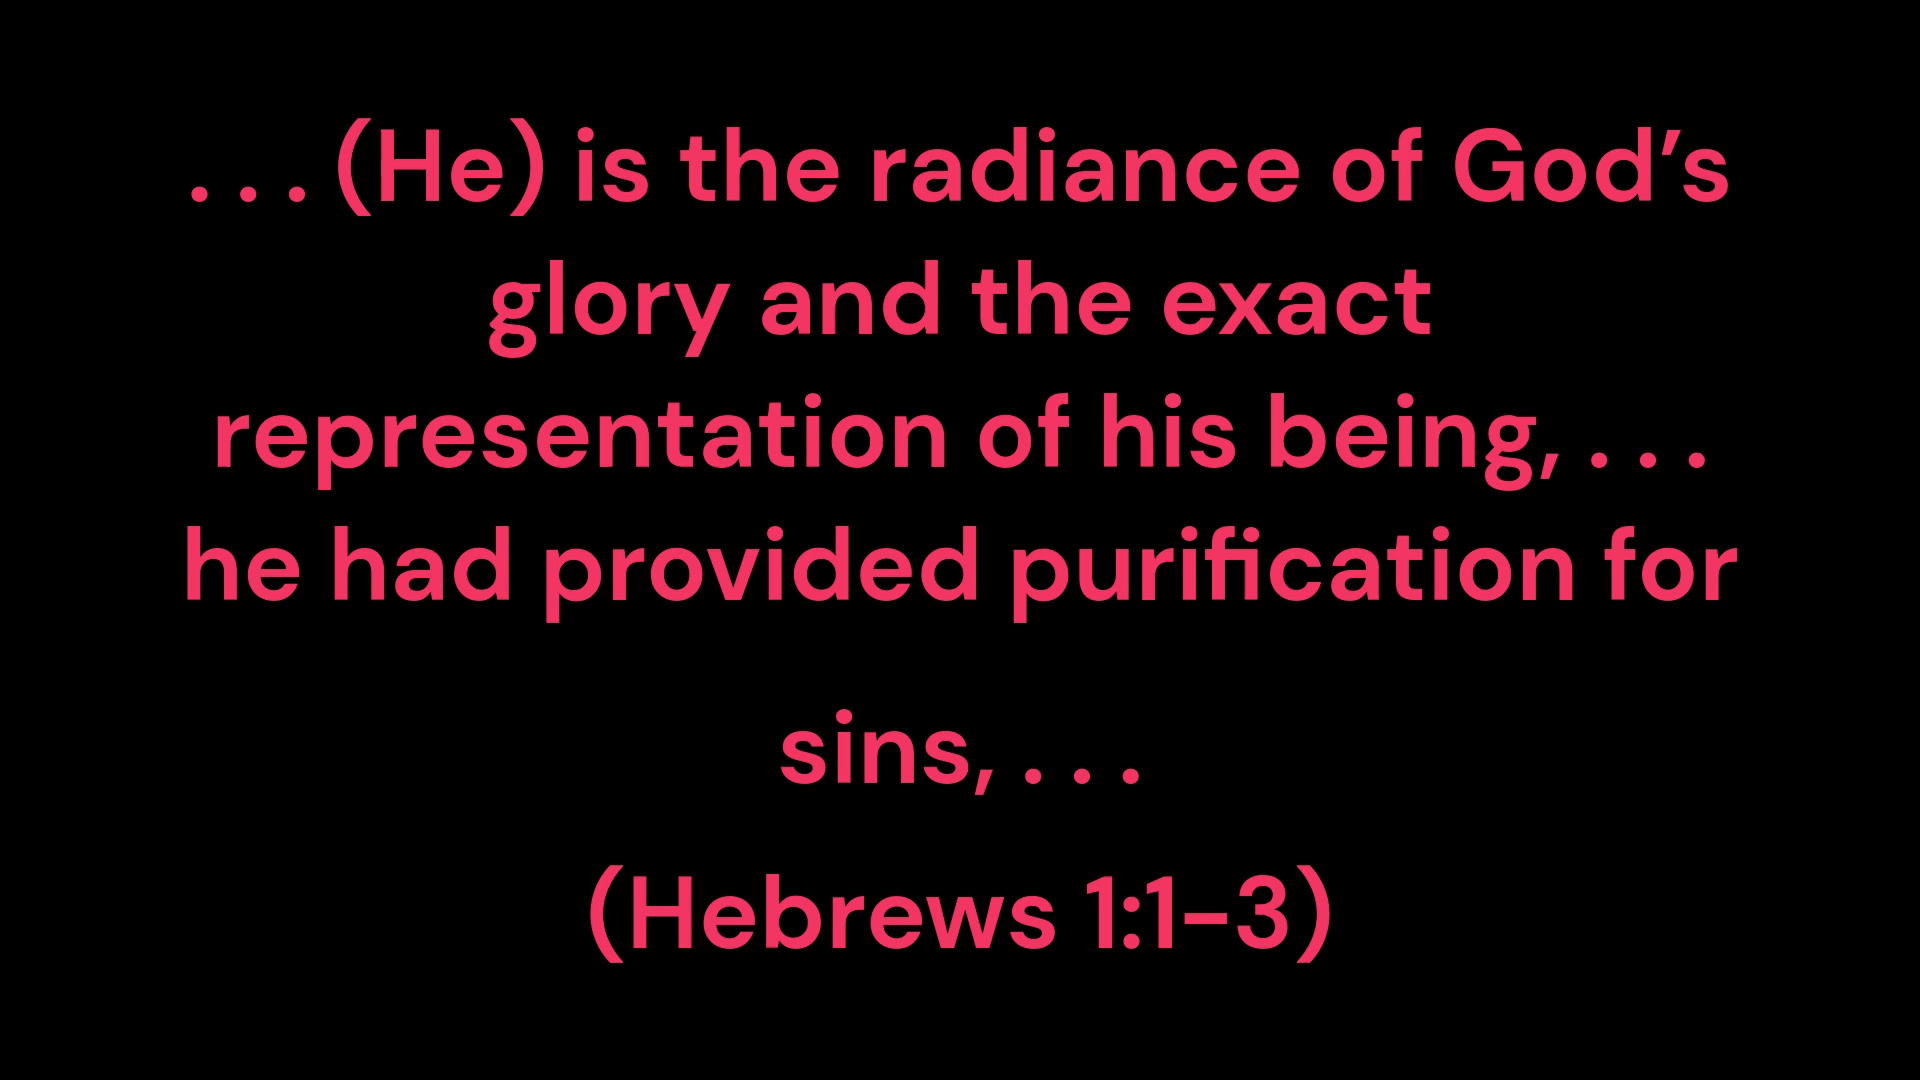 . . . (He) is the radiance of God’s
glory and the exact
representation of his being, . . .
he had provided purification for
sins, . . .
(Hebrews 1:1–3)